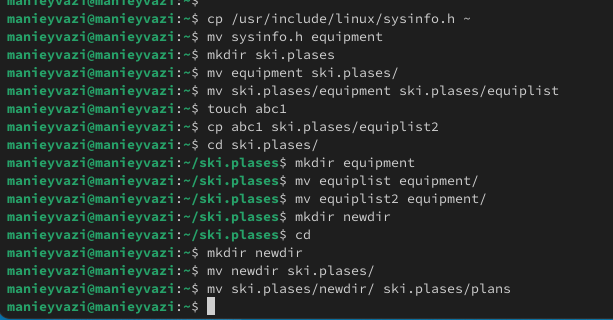 manieyvazi@manieyvazi:~$
manieyvazi@manieyvazi:~$ cp /usr/include/linux/sysinfo.h ~
manieyvazi@manieyvazi:~$ mv sysinfo.h equipment
manieyvazi@manieyvazi:~$ mkdir ski.plases
manieyvazi@manieyvazi:~$ mv equipment ski.plases/
manieyvazi@manieyvazi:~$ mv ski.plases/equipment ski.plases/equiplist
manieyvazi@manieyvazi:~$ touch abc1
manieyvazi@manieyvazi:~$ cp abc1 ski.plases/equiplist2
manieyvazi@manieyvazi:~$ cd ski.plases/
manieyvazi@manieyvazi:~/ski.plases$ mkdir equipment
manieyvazi@manieyvazi:~/ski.plases$ mv equiplist equipment/
manieyvazi@manieyvazi:~/ski.plases$ mv equiplist2 equipment/
manieyvazi@manieyvazi:~/ski.plases$ mkdir newdir
manieyvazi@manieyvazi:~/ski.plases$ cd
manieyvazi@manieyvazi:~$ mkdir newdir
manieyvazi@manieyvazi:~$ mv newdir ski.plases/
manieyvazi@manieyvazi:~$ mv ski.plases/newdir/ ski.plases/plans
manieyvazi@manieyvazi:~$